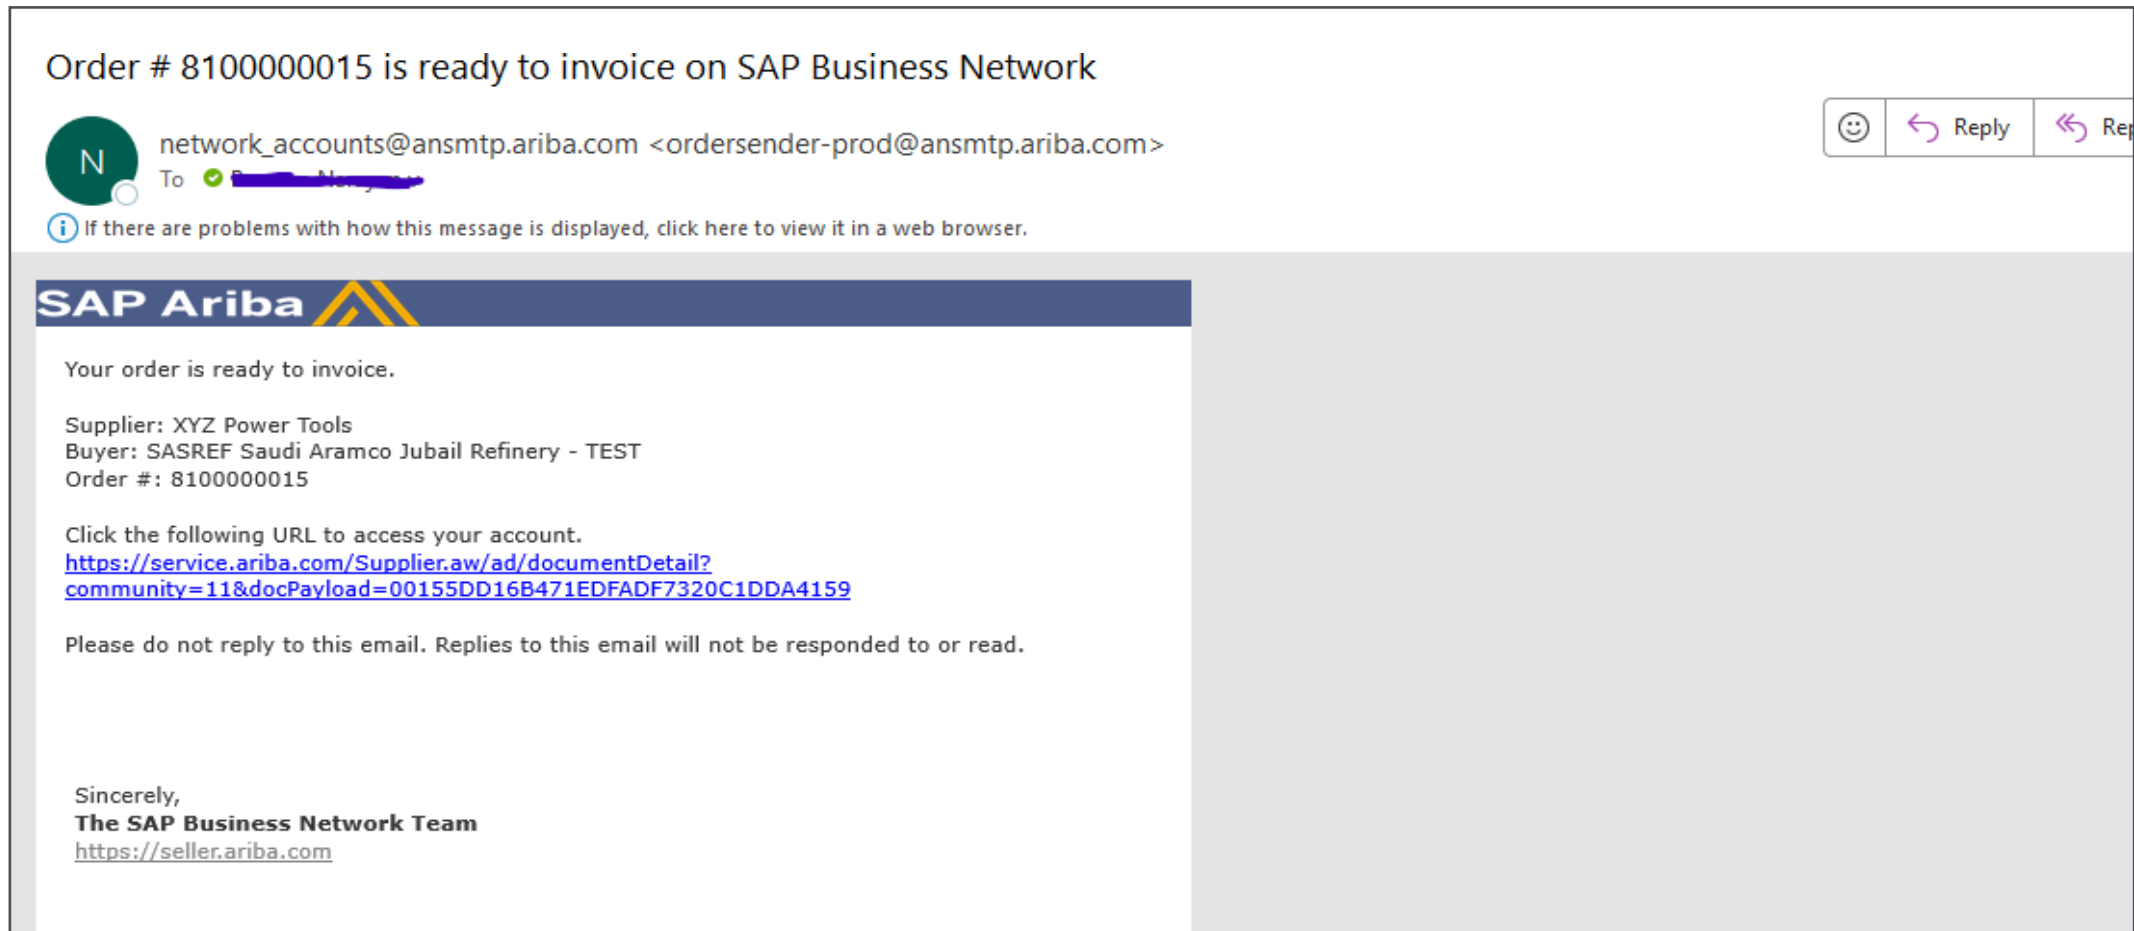 Order # 8100000015 is ready to invoice on SAP Business Network
N
network_accounts@ansmtp.ariba.com <ordersender-prod@ansmtp.ariba.com>
To
Reply
If there are problems with how this message is displayed, click here to view it in a web browser.
SAP Ariba
Your order is ready to invoice.
Supplier: XYZ Power Tools
Buyer: SASREF Saudi Aramco Jubail Refinery - TEST
Order #: 8100000015
Click the following URL to access your account.
https://service.ariba.com/Supplier.aw/ad/documentDetail?
community=11&docPayload=00155DD16B471EDFADF7320C1DDA4159
Please do not reply to this email. Replies to this email will not be responded to or read.
Sincerely,
The SAP Business Network Team
https://seller.ariba.com